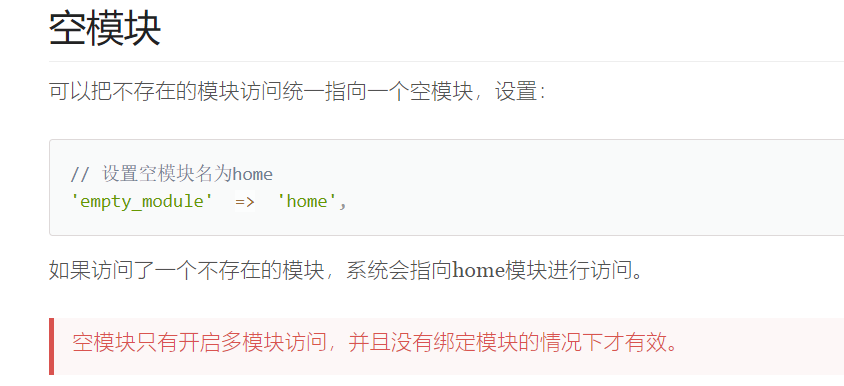 空模块
可以把不存在的模块访问统一指向一个空模块，设置：
// 设置空模块名为home
'empty_module'  =>  'home',
如果访问了一个不存在的模块，系统会指向home模块进行访问。
空模块只有开启多模块访问，并且没有绑定模块的情况下才有效。